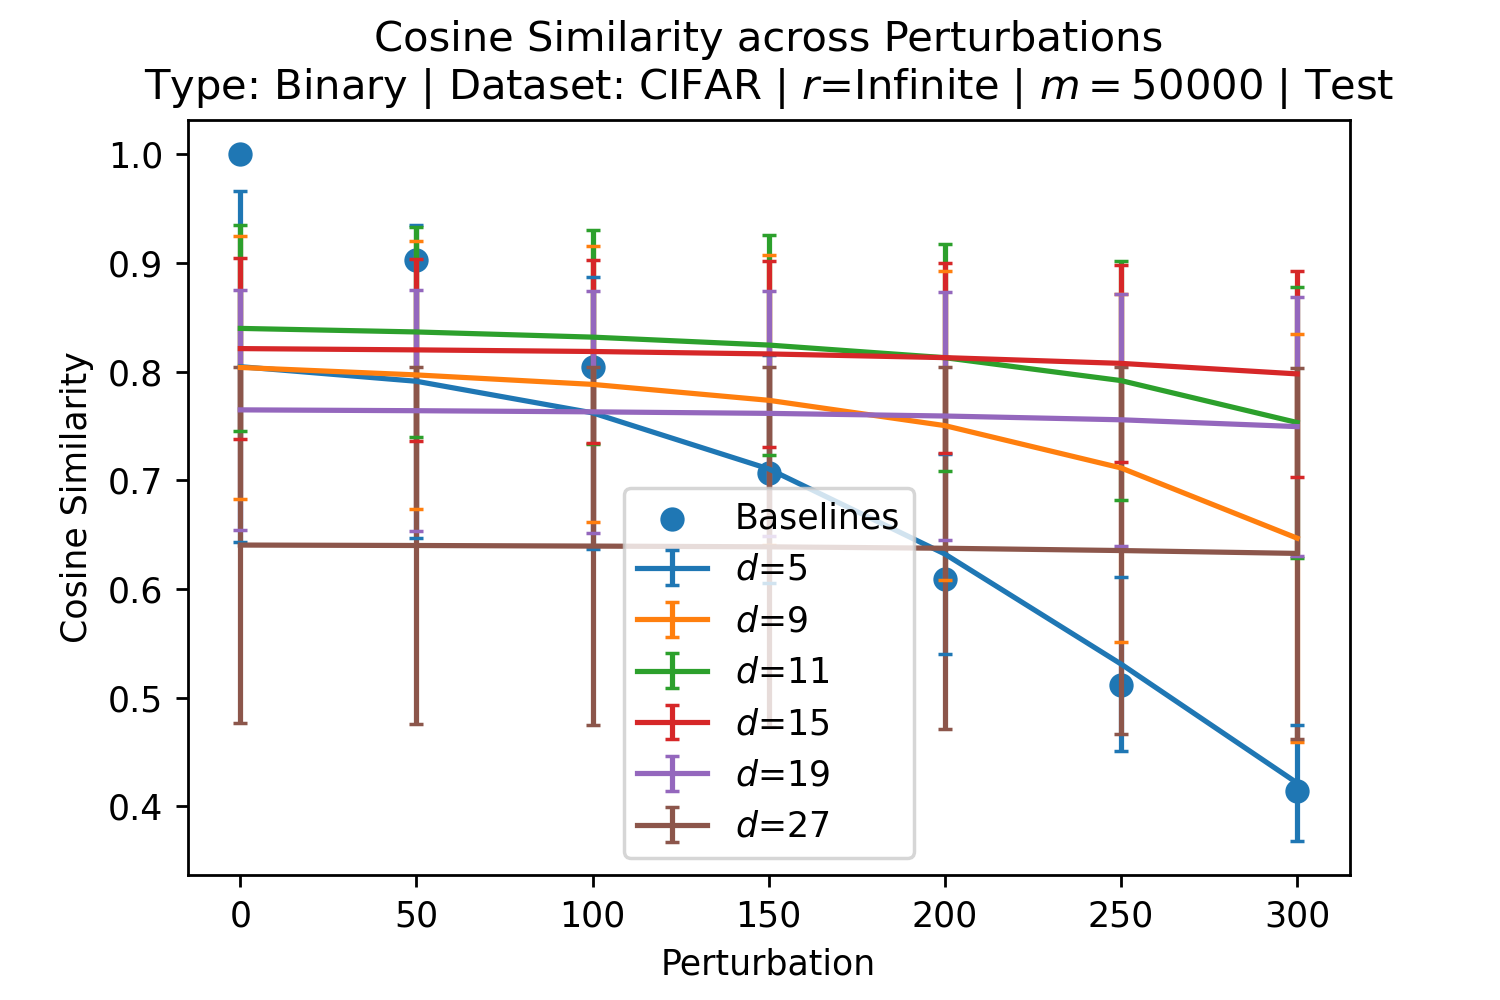 Cosine Similarity across Perturbations
Type: Binary | Dataset: CIFAR | r=Infinite | m = 50000 | Test
Cosine Similarity
1.0
0.9
0.8
0.7
0.6
0.5
0.4
Baselines
d=5
d=9
d=11
d=15
d=19
d=27
0 50 100 150 200 250 300
Perturbation